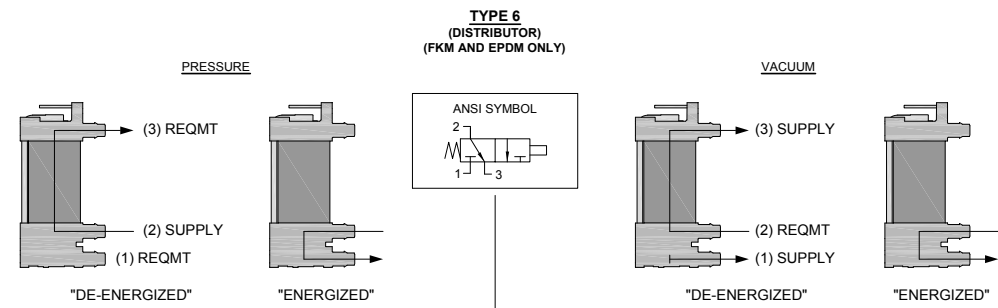 TYPE 6
(DISTRIBUTOR)
(FKM AND EPDM ONLY)
PRESSURE
VACUUM
ANSI SYMBOL
2
1
3
(3) REQMT
(2) SUPPLY
(1) REQMT
(3) SUPPLY
(2) REQMT
(1) SUPPLY
"DE-ENERGIZED"
"ENERGIZED"
"DE-ENERGIZED"
"ENERGIZED"